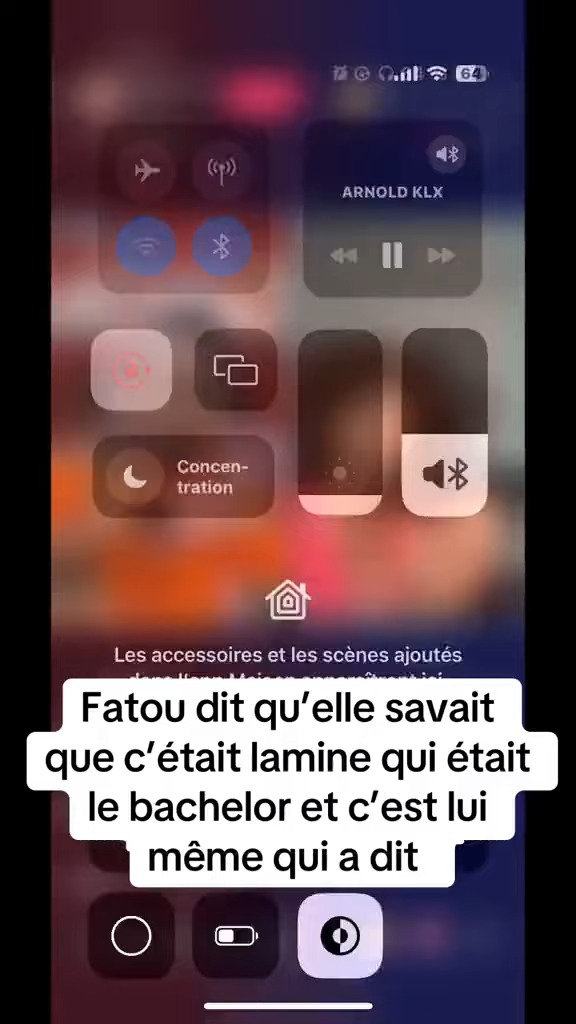 64
ARNOLD KLX
Concen-
tration
Les accessoires et les scènes ajoutés
Fatou dit qu’elle savait
que c’était lamine qui était
le bachelor et c’est lui
même qui a dit